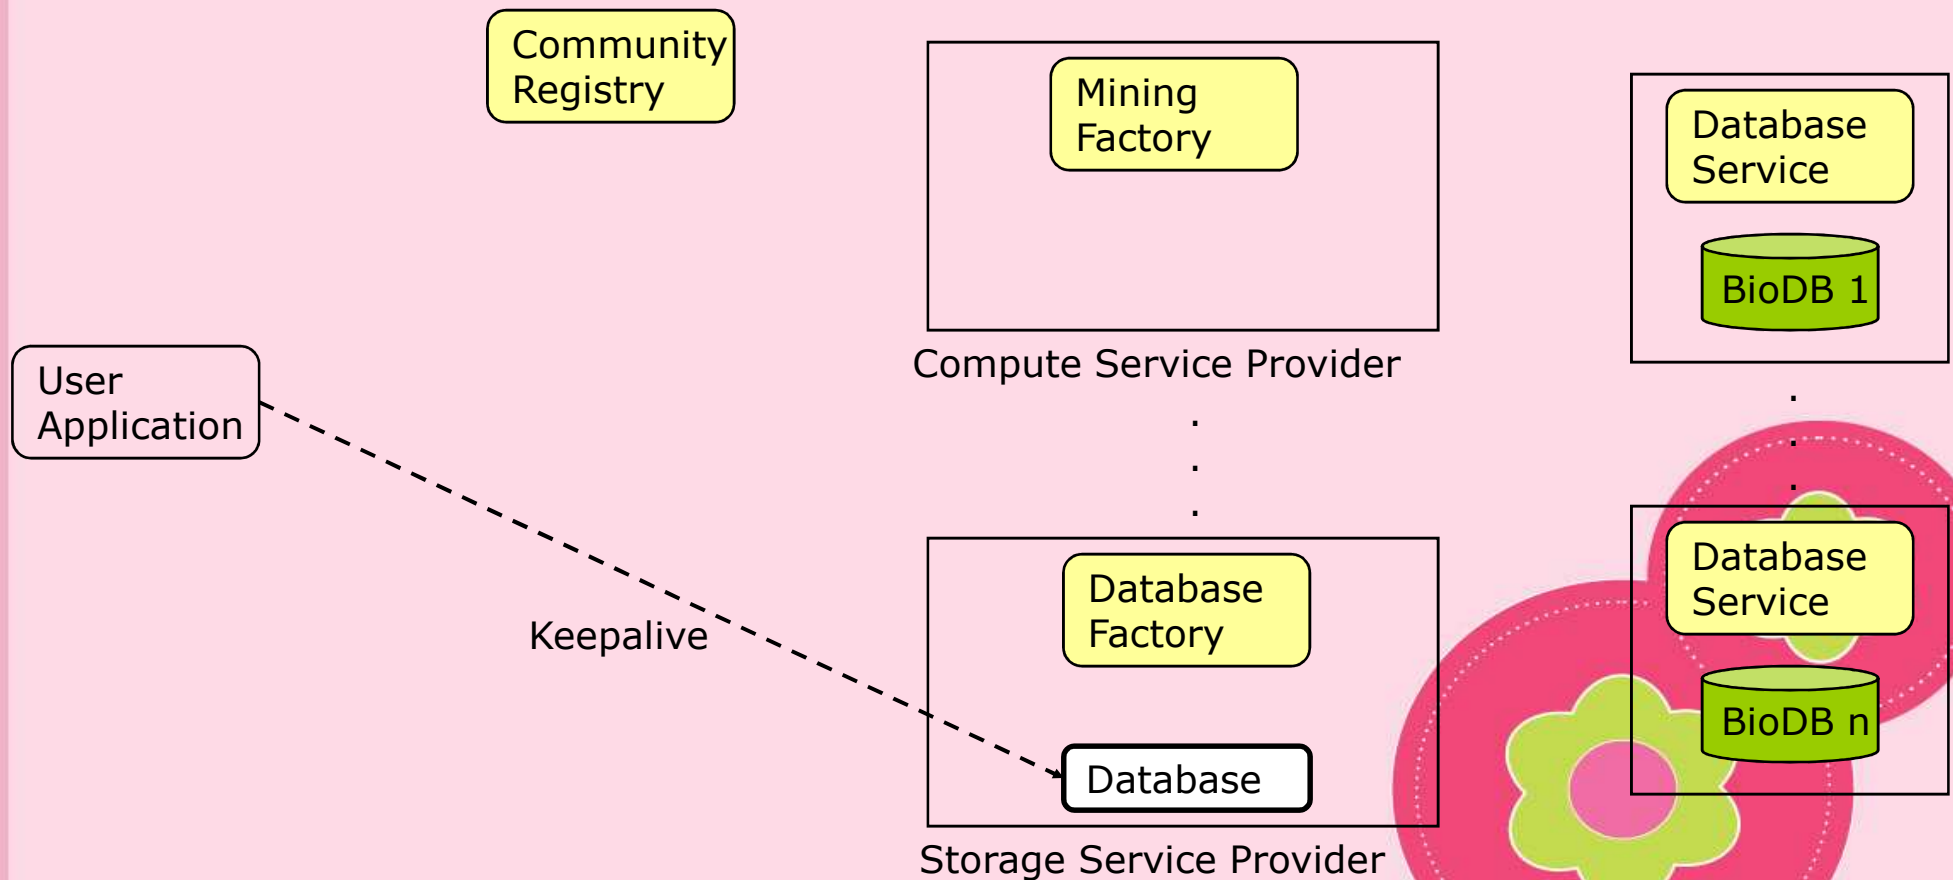 Community
Registry
Mining
Factory
Database
Service
BioDB 1
Compute Service Provider
User
Application
.
.
.
.
.
.
Database
Factory
Database
Service
Keepalive
BioDB n
Database
Storage Service Provider